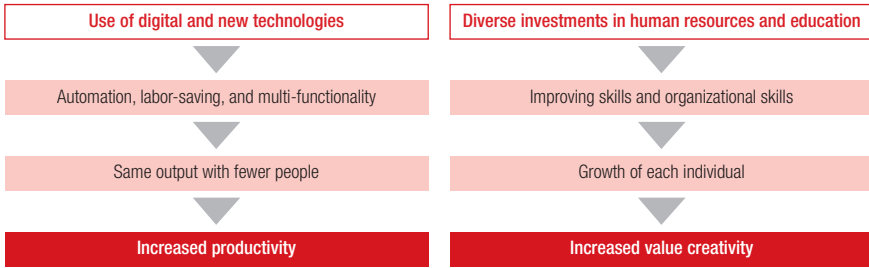 Use of digital and new technologies
Automation, labor-saving, and multi-functionality
Same output with fewer people
Increased productivity
Diverse investments in human resources and education
Improving skills and organizational skills
Growth of each individual
Increased value creativity